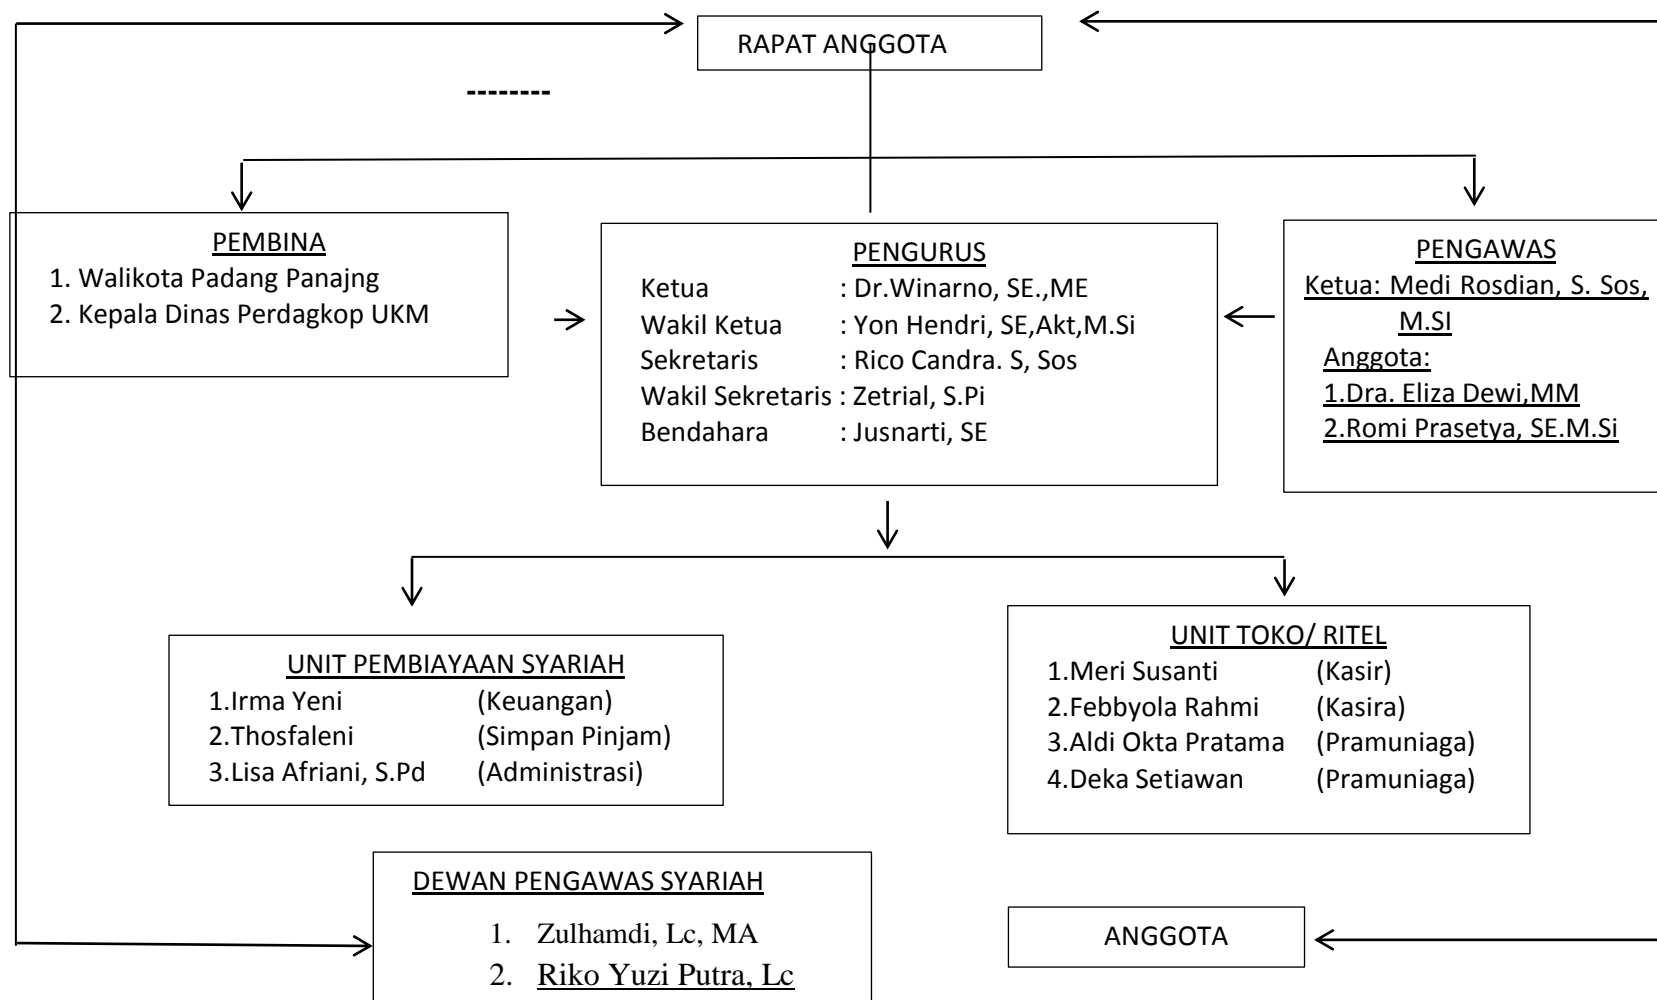 RAPAT ANGGOTA
--------
PEMBINA
1. Walikota Padang Panajng
2. Kepala Dinas Perdagkop UKM
PENGURUS
Ketua : Dr.Winarno, SE.,ME
Wakil Ketua : Yon Hendri, SE,Akt,M.Si
Sekretaris : Rico Candra. S, Sos
Wakil Sekretaris : Zetrial, S.Pi
Bendahara : Jusnarti, SE
PENGAWAS
Ketua: Medi Rosdian, S. Sos,
M.SI
Anggota:
1.Dra. Eliza Dewi,MM
2.Romi Prasetya, SE.M.Si
UNIT PEMBIAYAAN SYARIAH
1.Irma Yeni (Keuangan)
2.Thosfaleni (Simpan Pinjam)
3.Lisa Afriani, S.Pd (Administrasi)
UNIT TOKO/ RITEL
1.Meri Susanti (Kasir)
2.Febbyola Rahmi (Kasira)
3.Aldi Okta Pratama (Pramuniaga)
4.Deka Setiawan (Pramuniaga)
DEWAN PENGAWAS SYARIAH
1. Zulhamdi, Lc, MA
2. Riko Yuzi Putra, Lc
ANGGOTA